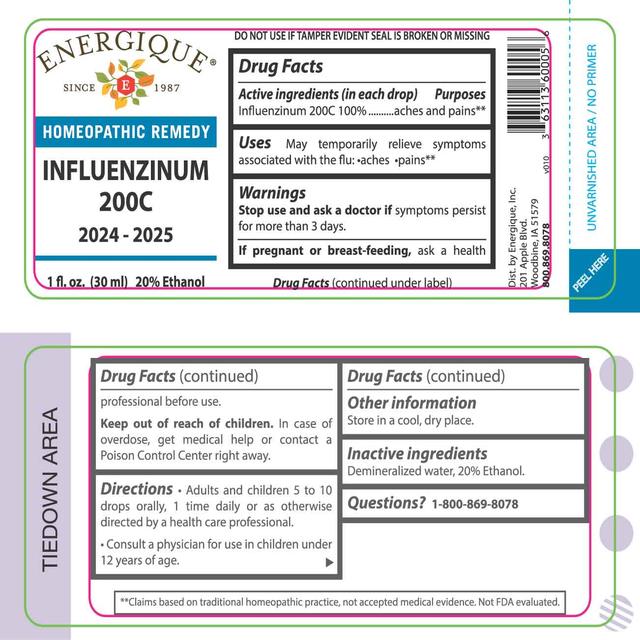 ENERGIQUE®
SINCE E 1987
HOMEOPATHIC REMEDY
INFLUENZINUM
200C
2024 - 2025
1 fl. oz. (30 ml) 20% Ethanol
DO NOT USE IF TAMPER EVIDENT SEAL IS BROKEN OR MISSING
Drug Facts
Active ingredients (in each drop) Purposes
Influenzinum 200C 100% ..........aches and pains**
Uses May temporarily relieve symptoms
associated with the flu: •aches •pains**
Warnings
Stop use and ask a doctor if symptoms persist
for more than 3 days.
If pregnant or breast-feeding, ask a health
Drug Facts (continued under label)
Dist. by Energique, Inc.
201 Apple Blvd.
Woodbine, IA 51579
800.869.8078
v010
3 63113 60005 6
UNVARNISHED AREA / NO PRIMER
PEEL HERE
TIEDOWN AREA
Drug Facts (continued)
professional before use.
Keep out of reach of children. In case of
overdose, get medical help or contact a
Poison Control Center right away.
Directions • Adults and children 5 to 10
drops orally, 1 time daily or as otherwise
directed by a health care professional.
• Consult a physician for use in children under
12 years of age.
Drug Facts (continued)
Other information
Store in a cool, dry place.
Inactive ingredients
Demineralized water, 20% Ethanol.
Questions? 1-800-869-8078
**Claims based on traditional homeopathic practice, not accepted medical evidence. Not FDA evaluated.